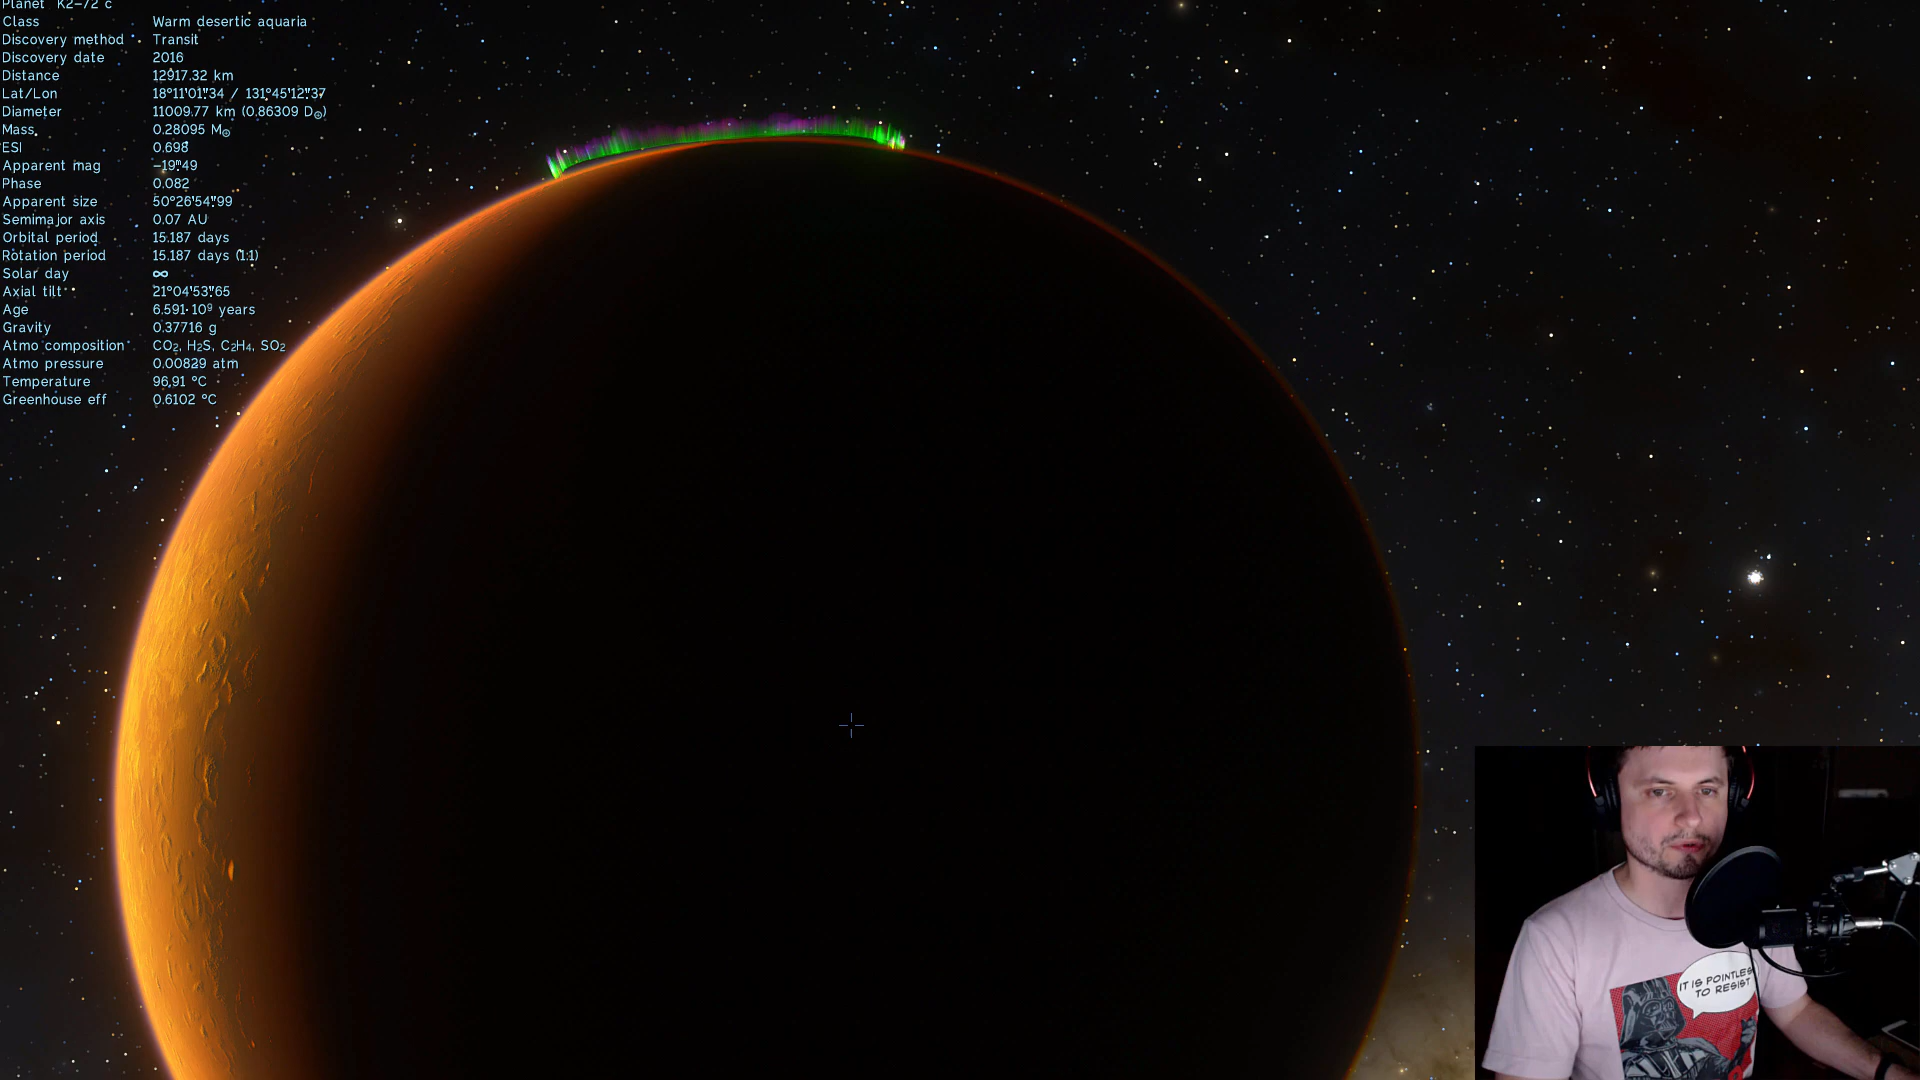 Planet K2-72 c
Class Warm desertic aquaria
Discovery method Transit
Discovery date 2016
Distance 12917.32 km
Lat/Lon 18°11'01"34 / 131°45'12"37
Diameter 11009.77 km (0.86309 D⊕)
Mass 0.28095 M⊕
ESI 0.698
Apparent mag −19ᵐ49
Phase 0.082
Apparent size 50°26'54"99
Semimajor axis 0.07 AU
Orbital period 15.187 days
Rotation period 15.187 days (1:1)
Solar day ∞
Axial tilt 21°04'53"65
Age 6.591·10⁹ years
Gravity 0.37716 g
Atmo composition CO₂, H₂S, C₂H₄, SO₂
Atmo pressure 0.00829 atm
Temperature 96.91 °C
Greenhouse eff 0.6102 °C
IT IS POINTLESS
TO RESIST